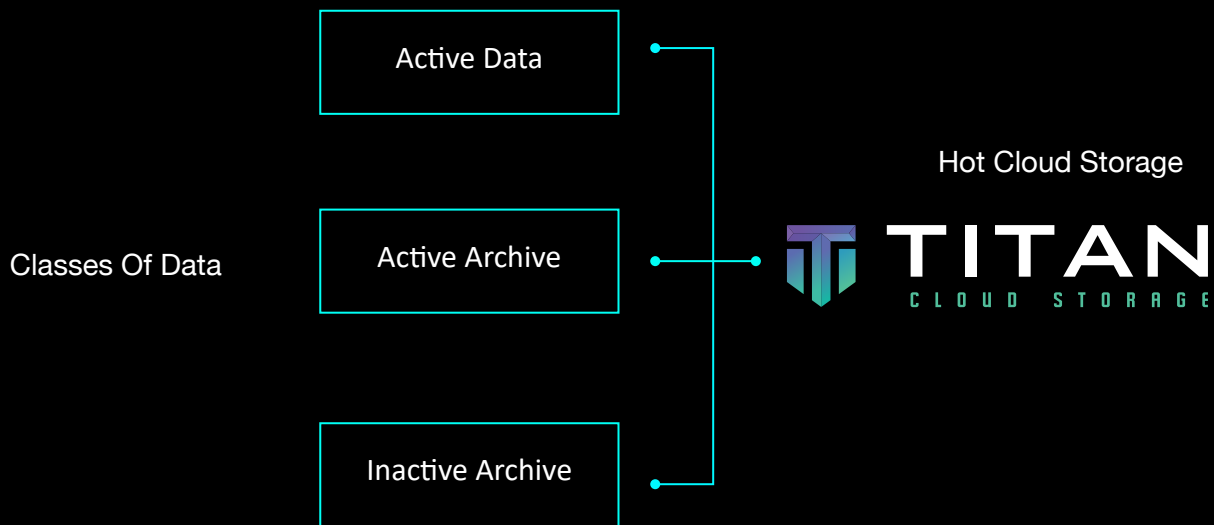 Active Data
Hot Cloud Storage
Classes Of Data
Active Archive
TITAN
CLOUD STORAGE
Inactive Archive